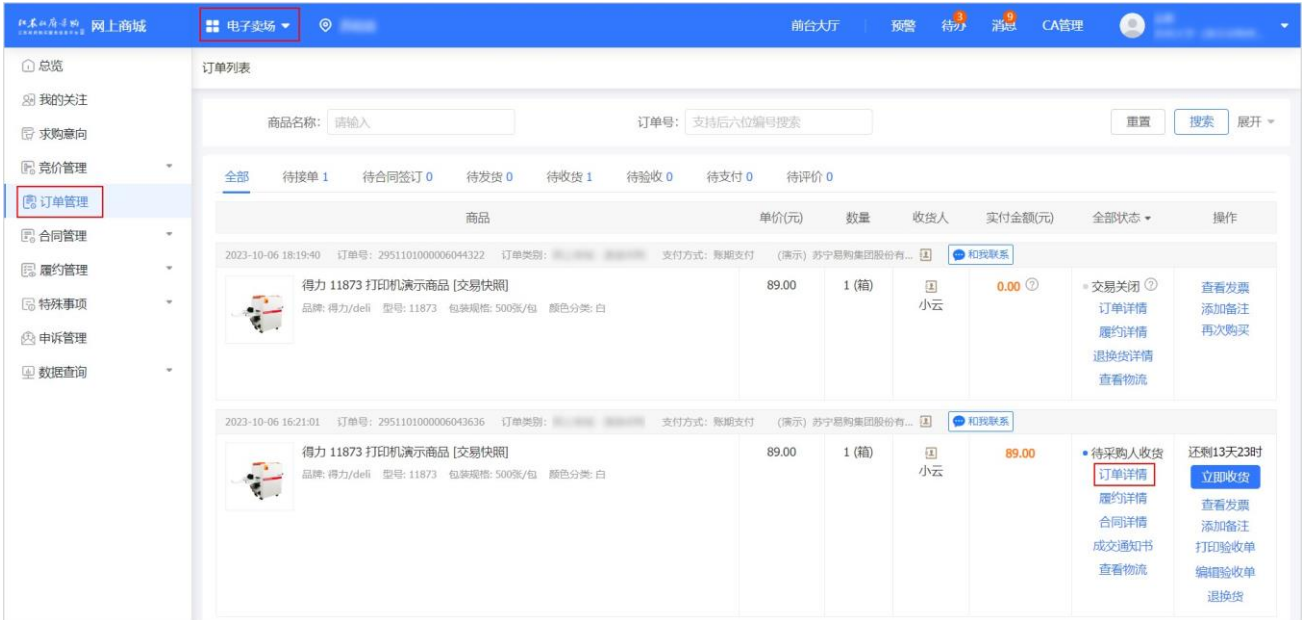 网上商城 电子卖场 前台大厅 预警 待办 3 消息 9 CA管理
总览
我的关注
求购意向
竞价管理
订单管理
合同管理
履约管理
特殊事项
申诉管理
数据查询
订单列表
商品名称： 请输入 订单号： 支持后六位编号搜索 重置 搜索 展开
全部 待接单 1 待合同签订 0 待发货 0 待收货 1 待验收 0 待支付 0 待评价 0
商品 单价(元) 数量 收货人 实付金额(元) 全部状态 操作
2023-10-06 18:19:40 订单号：2951101000006044322 订单类别： 支付方式：账期支付 (演示) 苏宁易购集团股份有... 和我联系
得力 11873 打印机演示商品 [交易快照] 89.00 1 (箱) 0.00 交易关闭 查看发票
品牌: 得力/deli 型号: 11873 包装规格: 500张/包 颜色分类: 白 小云 订单详情 添加备注
履约详情 再次购买
退换货详情
查看物流
2023-10-06 16:21:01 订单号：2951101000006043636 订单类别： 支付方式：账期支付 (演示) 苏宁易购集团股份有... 和我联系
得力 11873 打印机演示商品 [交易快照] 89.00 1 (箱) 89.00 待采购人收货 还剩13天23时
品牌: 得力/deli 型号: 11873 包装规格: 500张/包 颜色分类: 白 小云 订单详情 立即收货
履约详情 查看发票
合同详情 添加备注
成交通知书 打印验收单
查看物流 编辑验收单
退换货